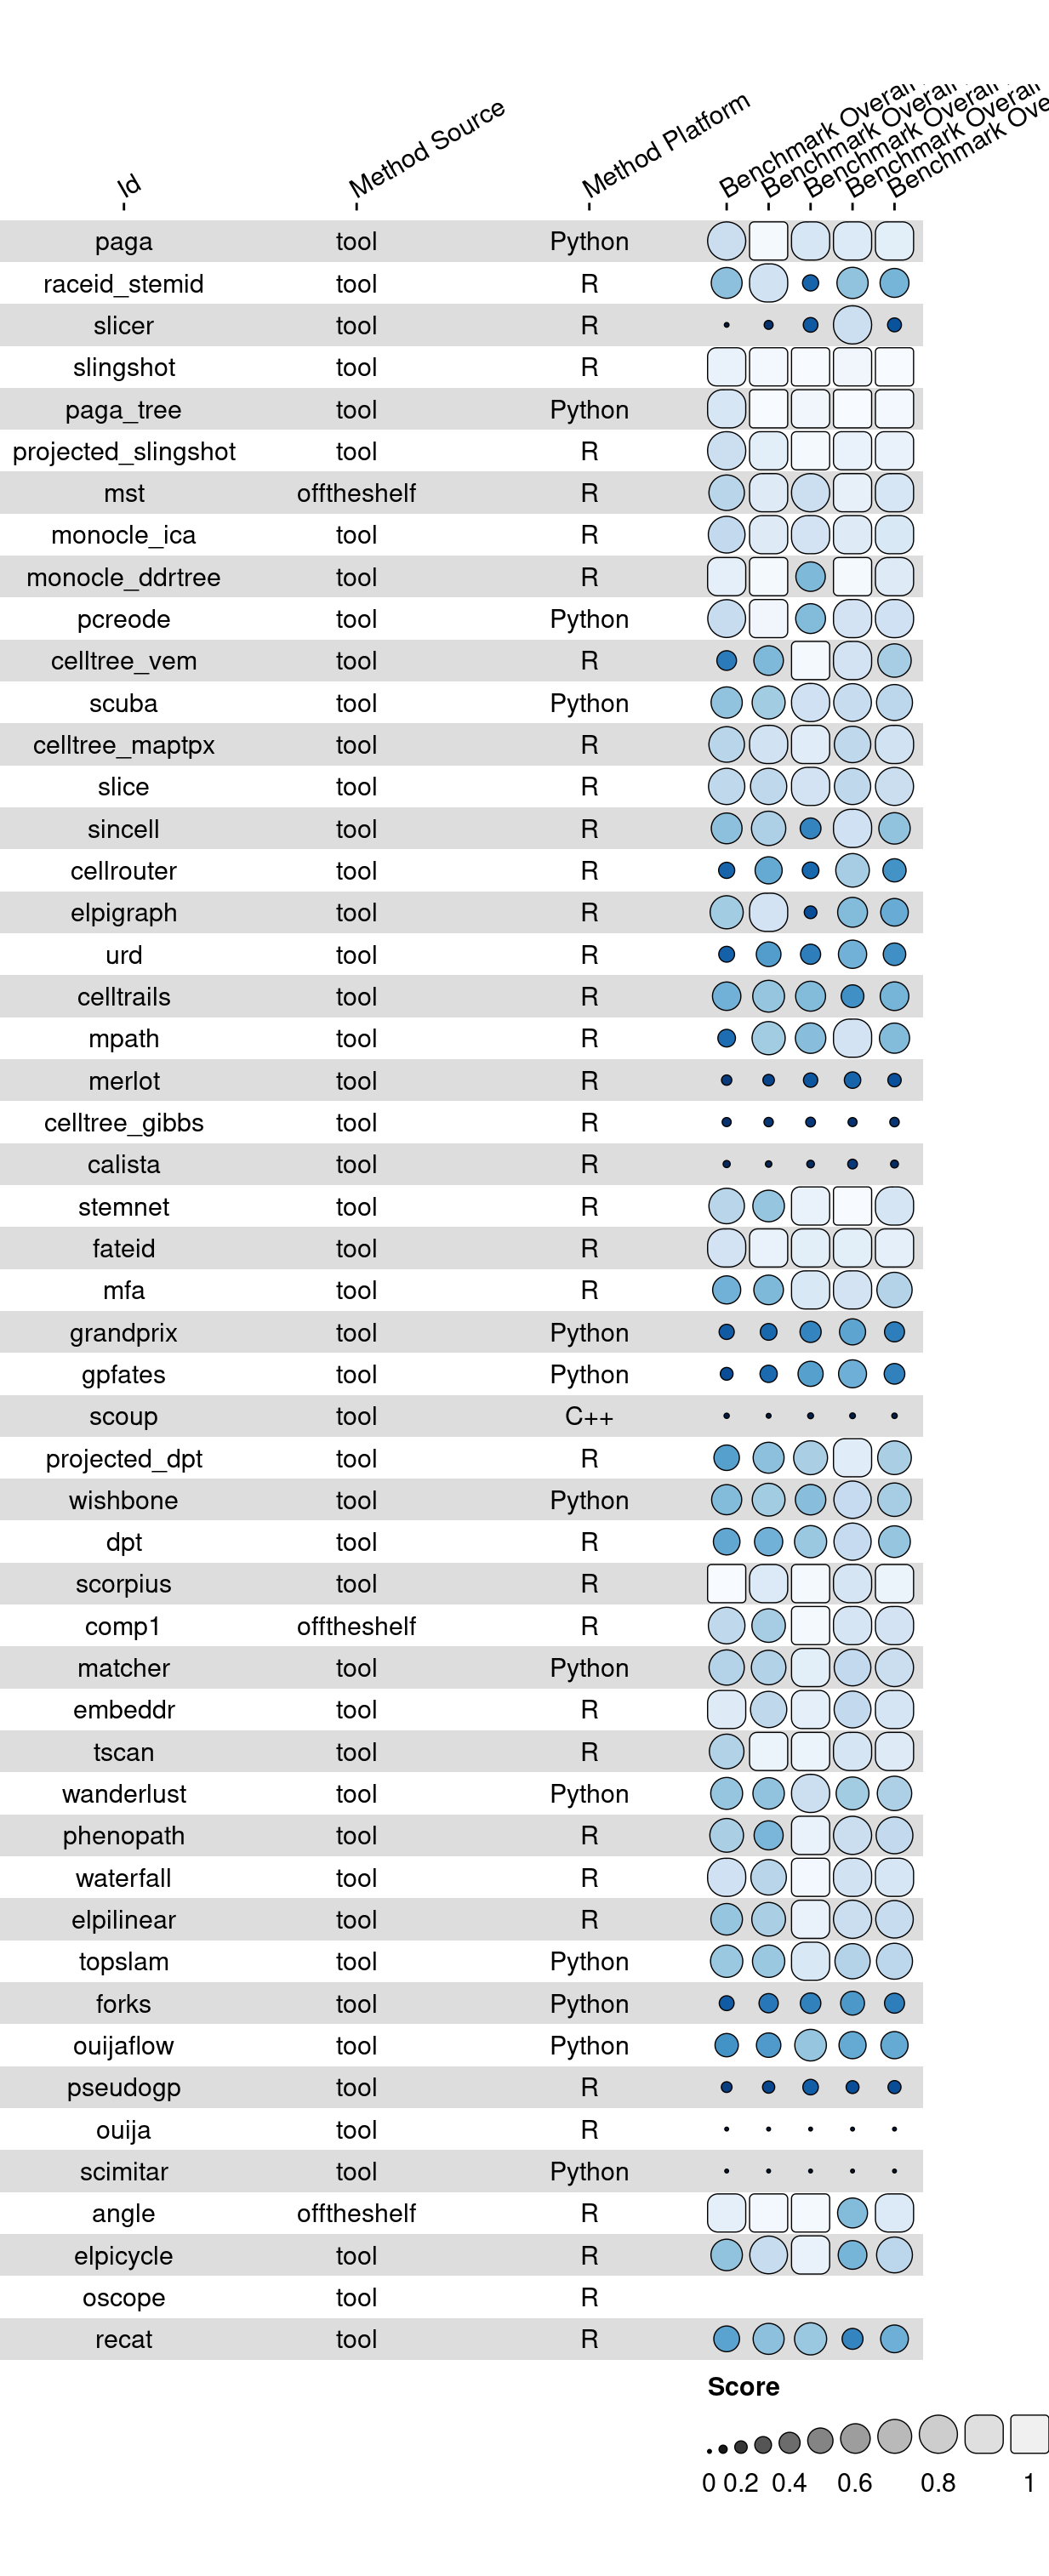 Id Method Source Method Platform Benchmark Overall Benchmark Overall Benchmark Overall Benchmark Overall Benchmark Ove
paga tool Python
raceid_stemid tool R
slicer tool R
slingshot tool R
paga_tree tool Python
projected_slingshot tool R
mst offtheshelf R
monocle_ica tool R
monocle_ddrtree tool R
pcreode tool Python
celltree_vem tool R
scuba tool Python
celltree_maptpx tool R
slice tool R
sincell tool R
cellrouter tool R
elpigraph tool R
urd tool R
celltrails tool R
mpath tool R
merlot tool R
celltree_gibbs tool R
calista tool R
stemnet tool R
fateid tool R
mfa tool R
grandprix tool Python
gpfates tool Python
scoup tool C++
projected_dpt tool R
wishbone tool Python
dpt tool R
scorpius tool R
comp1 offtheshelf R
matcher tool Python
embeddr tool R
tscan tool R
wanderlust tool Python
phenopath tool R
waterfall tool R
elpilinear tool R
topslam tool Python
forks tool Python
ouijaflow tool Python
pseudogp tool R
ouija tool R
scimitar tool Python
angle offtheshelf R
elpicycle tool R
oscope tool R
recat tool R
Score
0 0.2 0.4 0.6 0.8 1